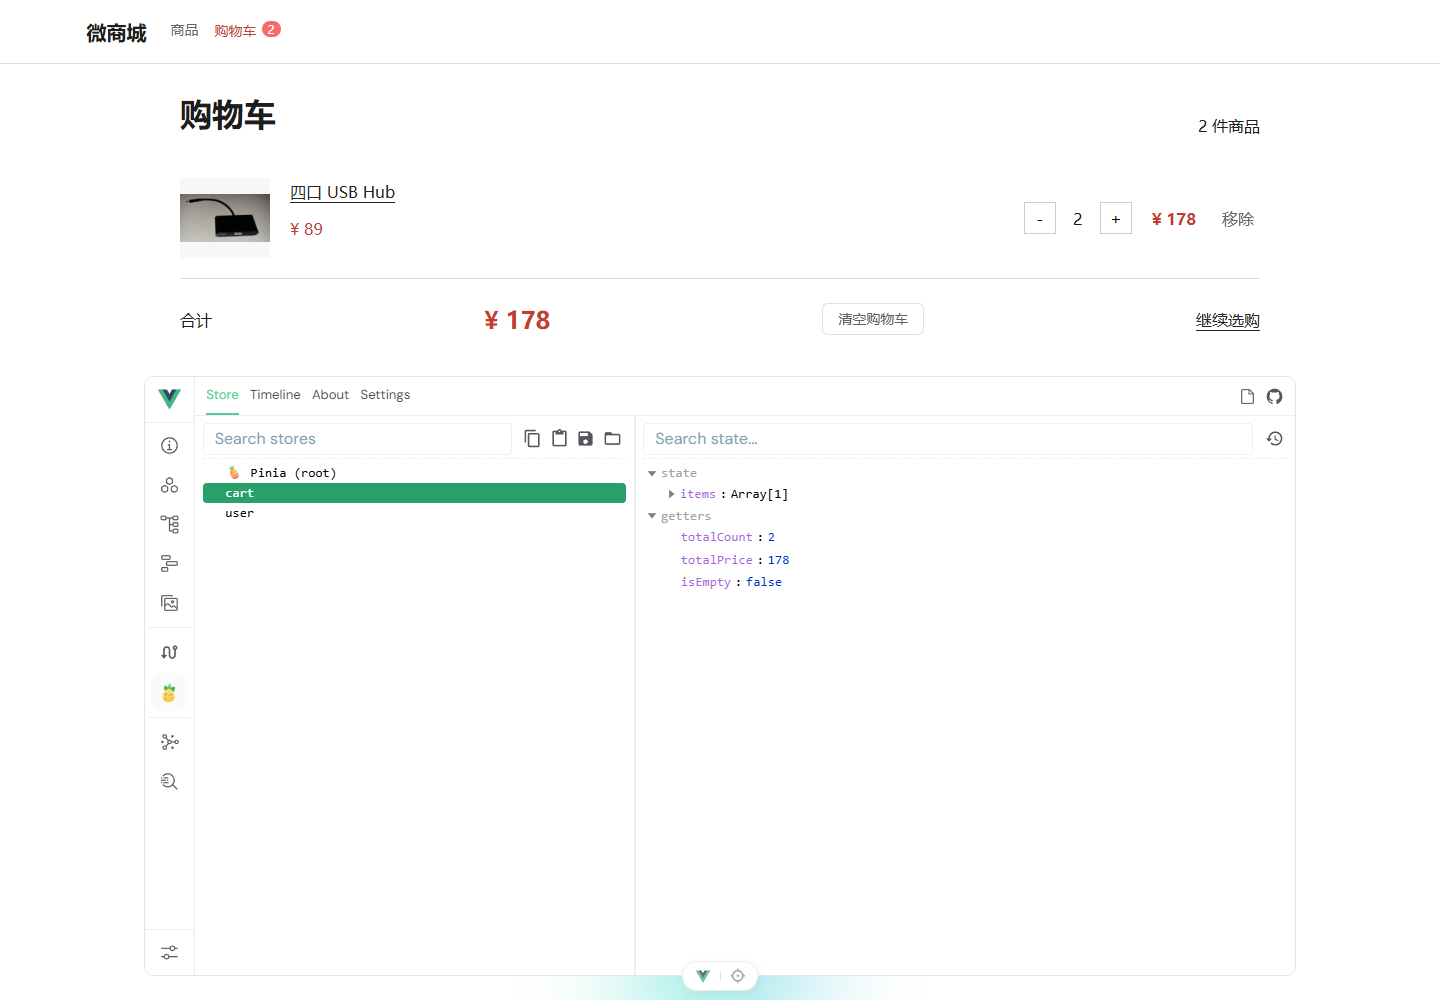 微商城 商品 购物车 2
购物车
2 件商品
四口 USB Hub
¥ 89
- 2 + ¥ 178 移除
合计 ¥ 178 清空购物车 继续选购
Store Timeline About Settings
Search stores
Pinia (root)
cart
user
Search state...
state
items : Array[1]
getters
totalCount : 2
totalPrice : 178
isEmpty : false